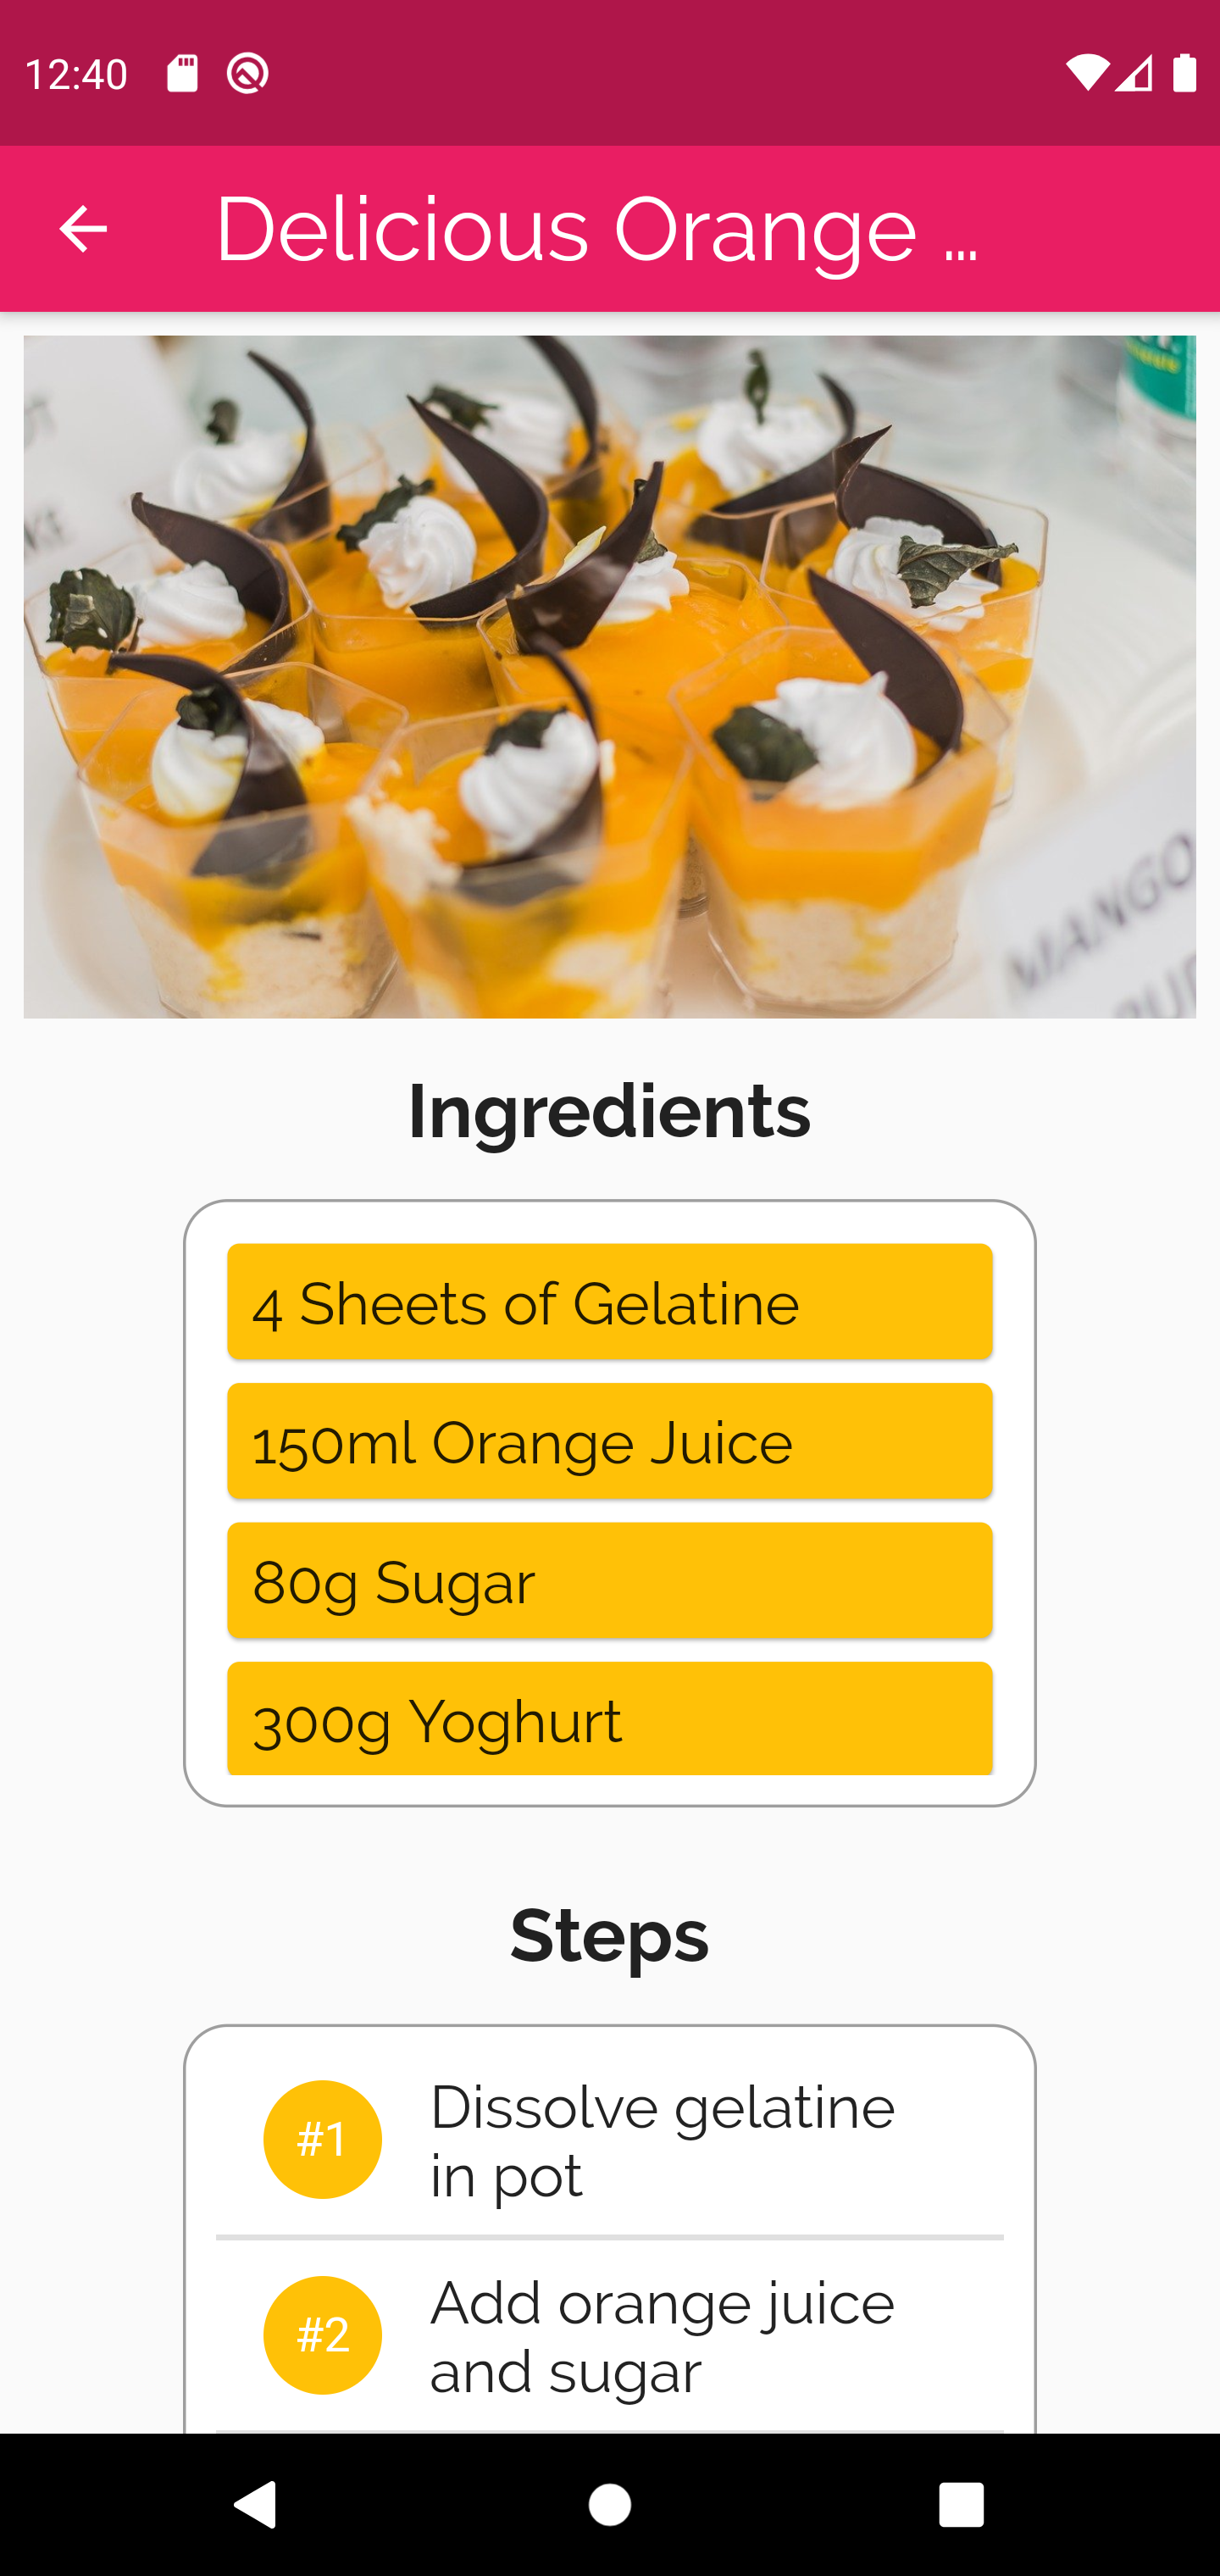 12:40
Delicious Orange ...
MANGO
Ingredients
4 Sheets of Gelatine
150ml Orange Juice
80g Sugar
300g Yoghurt
Steps
#1
Dissolve gelatine
in pot
#2
Add orange juice
and sugar